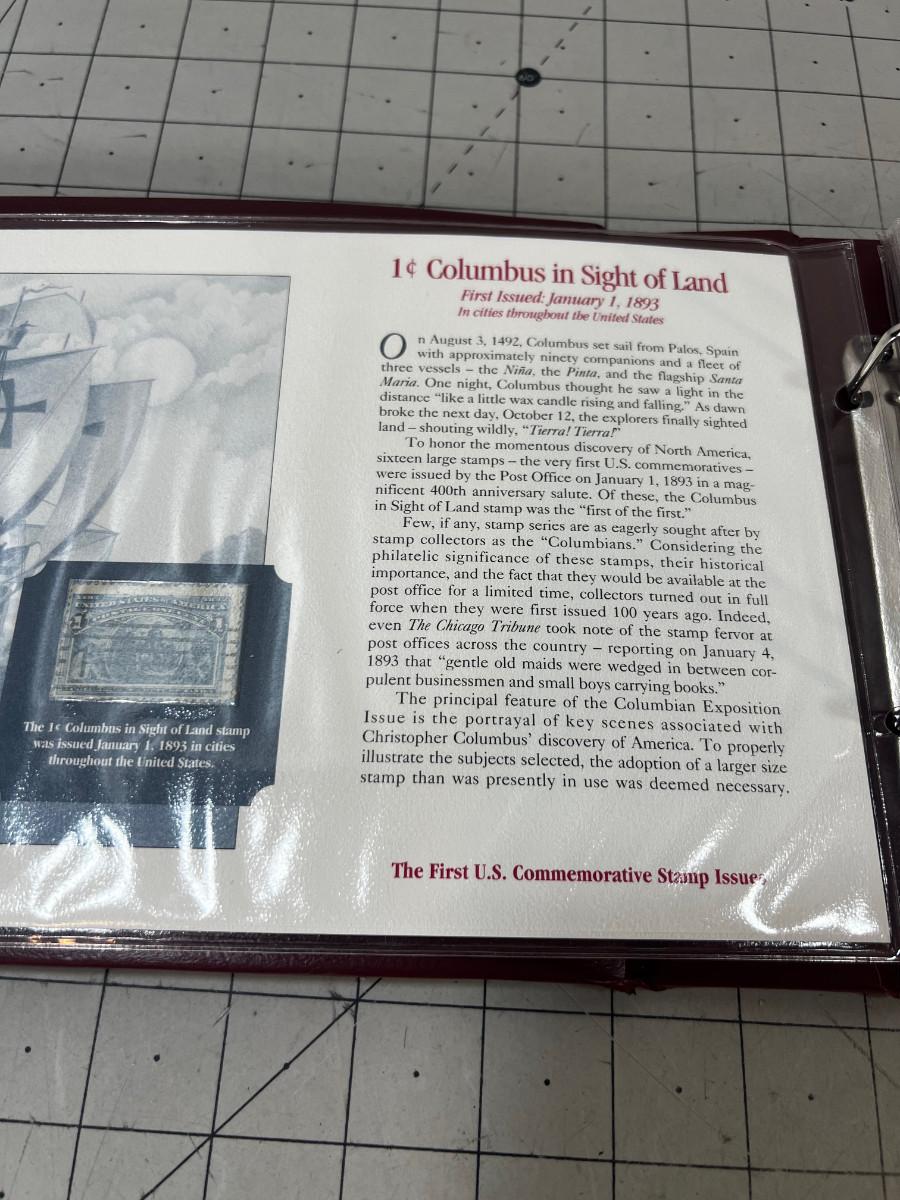 1¢ Columbus in Sight of Land
First Issued: January 1, 1893
In cities throughout the United States
On August 3, 1492, Columbus set sail from Palos, Spain
with approximately ninety companions and a fleet of
three vessels – the Niña, the Pinta, and the flagship Santa
Maria. One night, Columbus thought he saw a light in the
distance “like a little wax candle rising and falling.” As dawn
broke the next day, October 12, the explorers finally sighted
land – shouting wildly, “Tierra! Tierra!”
To honor the momentous discovery of North America,
sixteen large stamps – the very first U.S. commemoratives –
were issued by the Post Office on January 1, 1893 in a mag-
nificent 400th anniversary salute. Of these, the Columbus
in Sight of Land stamp was the “first of the first.”
Few, if any, stamp series are as eagerly sought after by
stamp collectors as the “Columbians.” Considering the
philatelic significance of these stamps, their historical
importance, and the fact that they would be available at the
post office for a limited time, collectors turned out in full
force when they were first issued 100 years ago. Indeed,
even The Chicago Tribune took note of the stamp fervor at
post offices across the country – reporting on January 4,
1893 that “gentle old maids were wedged in between cor-
pulent businessmen and small boys carrying books.”
The principal feature of the Columbian Exposition
Issue is the portrayal of key scenes associated with
Christopher Columbus’ discovery of America. To properly
illustrate the subjects selected, the adoption of a larger size
stamp than was presently in use was deemed necessary.
The First U.S. Commemorative Stamp Issues
UNITED STATES OF AMERICA
1
The 1¢ Columbus in Sight of Land stamp
was issued January 1, 1893 in cities
throughout the United States.